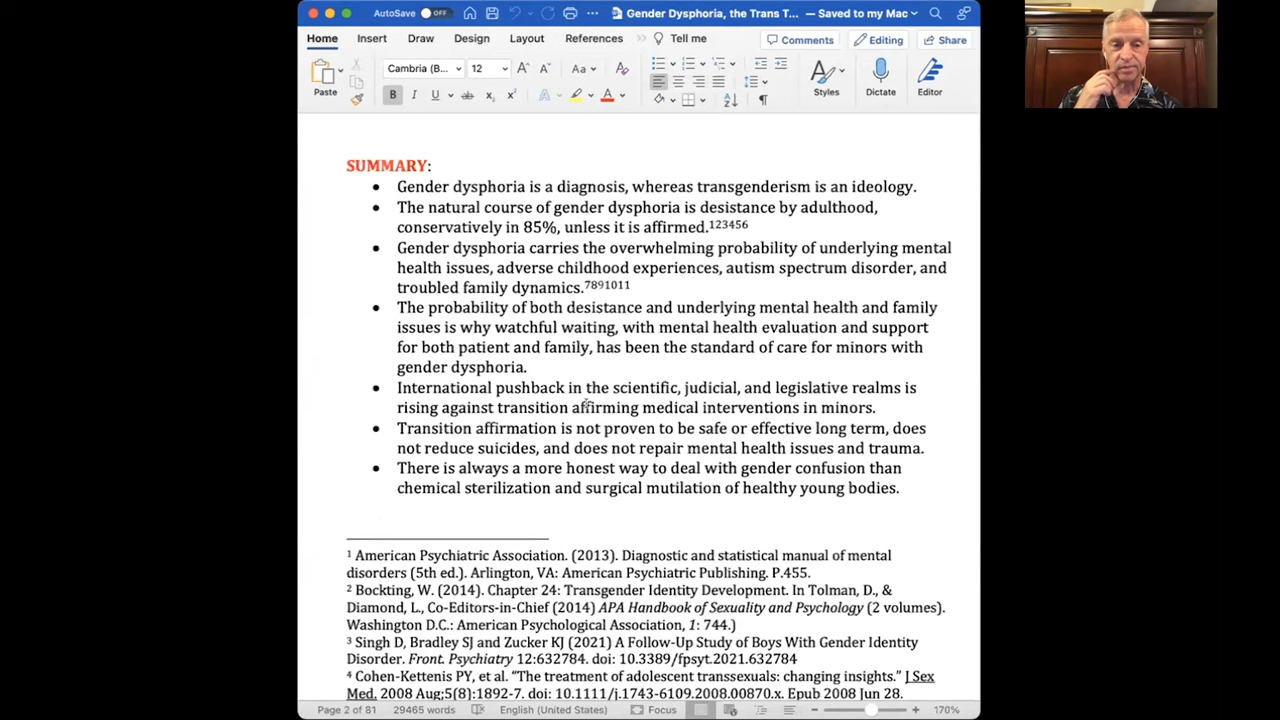 AutoSave OFF ··· Gender Dysphoria, the Trans T... — Saved to my Mac
Home Insert Draw Design Layout References Tell me Comments Editing Share
Paste Cambria (B... 12 Aa Styles Dictate Editor
B I U ab x₂ x² A A
SUMMARY:
• Gender dysphoria is a diagnosis, whereas transgenderism is an ideology.
• The natural course of gender dysphoria is desistance by adulthood,
conservatively in 85%, unless it is affirmed.¹²³⁴⁵⁶
• Gender dysphoria carries the overwhelming probability of underlying mental
health issues, adverse childhood experiences, autism spectrum disorder, and
troubled family dynamics.⁷⁸⁹¹⁰¹¹
• The probability of both desistance and underlying mental health and family
issues is why watchful waiting, with mental health evaluation and support
for both patient and family, has been the standard of care for minors with
gender dysphoria.
• International pushback in the scientific, judicial, and legislative realms is
rising against transition affirming medical interventions in minors.
• Transition affirmation is not proven to be safe or effective long term, does
not reduce suicides, and does not repair mental health issues and trauma.
• There is always a more honest way to deal with gender confusion than
chemical sterilization and surgical mutilation of healthy young bodies.
¹ American Psychiatric Association. (2013). Diagnostic and statistical manual of mental
disorders (5th ed.). Arlington, VA: American Psychiatric Publishing. P.455.
² Bockting, W. (2014). Chapter 24: Transgender Identity Development. In Tolman, D., &
Diamond, L., Co-Editors-in-Chief (2014) APA Handbook of Sexuality and Psychology (2 volumes).
Washington D.C.: American Psychological Association, 1: 744.)
³ Singh D, Bradley SJ and Zucker KJ (2021) A Follow-Up Study of Boys With Gender Identity
Disorder. Front. Psychiatry 12:632784. doi: 10.3389/fpsyt.2021.632784
⁴ Cohen-Kettenis PY, et al. "The treatment of adolescent transsexuals: changing insights." J Sex
Med. 2008 Aug;5(8):1892-7. doi: 10.1111/j.1743-6109.2008.00870.x. Epub 2008 Jun 28.
Page 2 of 81 29465 words English (United States) Focus 170%